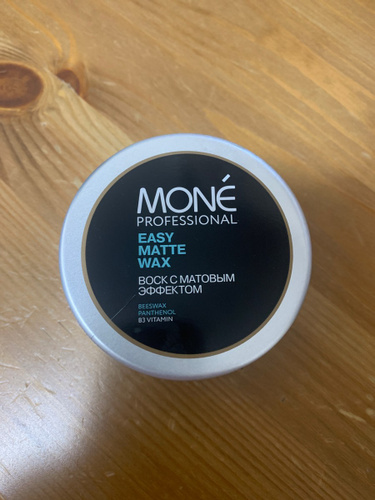 MONÉ
PROFESSIONAL
EASY
MATTE
WAX
ВОСК С МАТОВЫМ
ЭФФЕКТОМ
BEESWAX
PANTHENOL
B3 VITAMIN